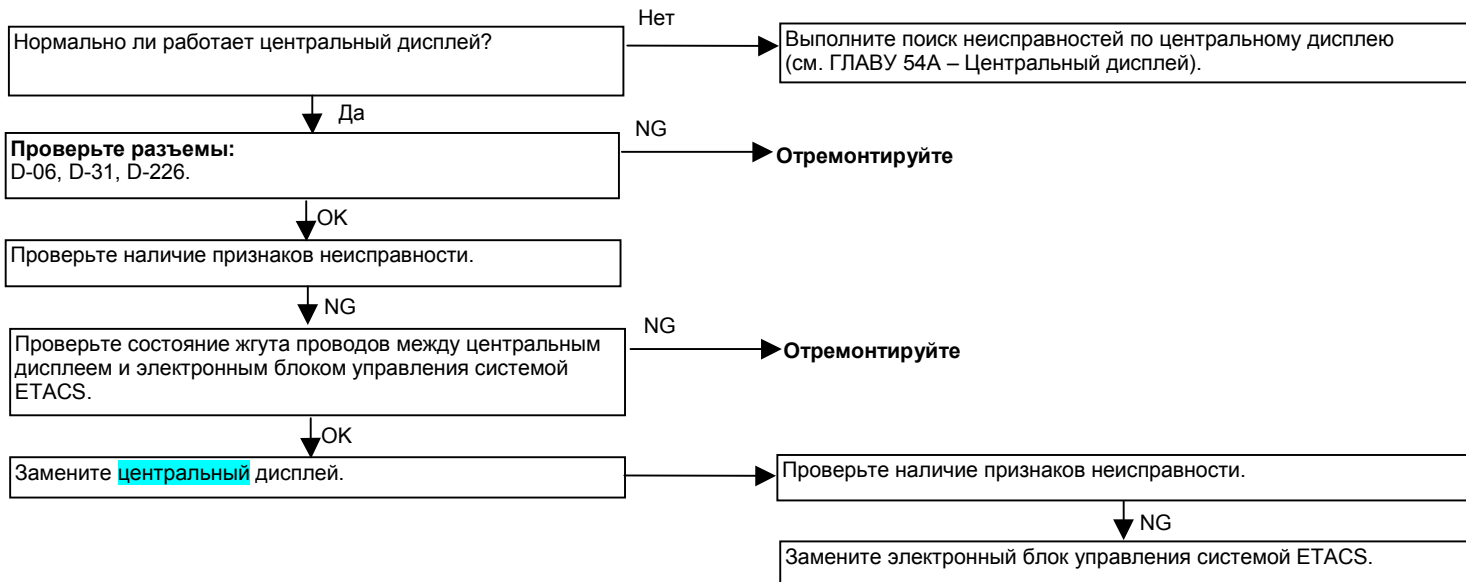 Нет
Нормально ли работает центральный дисплей?
Выполните поиск неисправностей по центральному дисплею
(см. ГЛАВУ 54А – Центральный дисплей).
Да
NG
Проверьте разъемы:
D-06, D-31, D-226.
Отремонтируйте
OK
Проверьте наличие признаков неисправности.
NG
NG
Проверьте состояние жгута проводов между центральным
дисплеем и электронным блоком управления системой
ETACS.
Отремонтируйте
OK
Замените центральный дисплей.
Проверьте наличие признаков неисправности.
NG
Замените электронный блок управления системой ETACS.